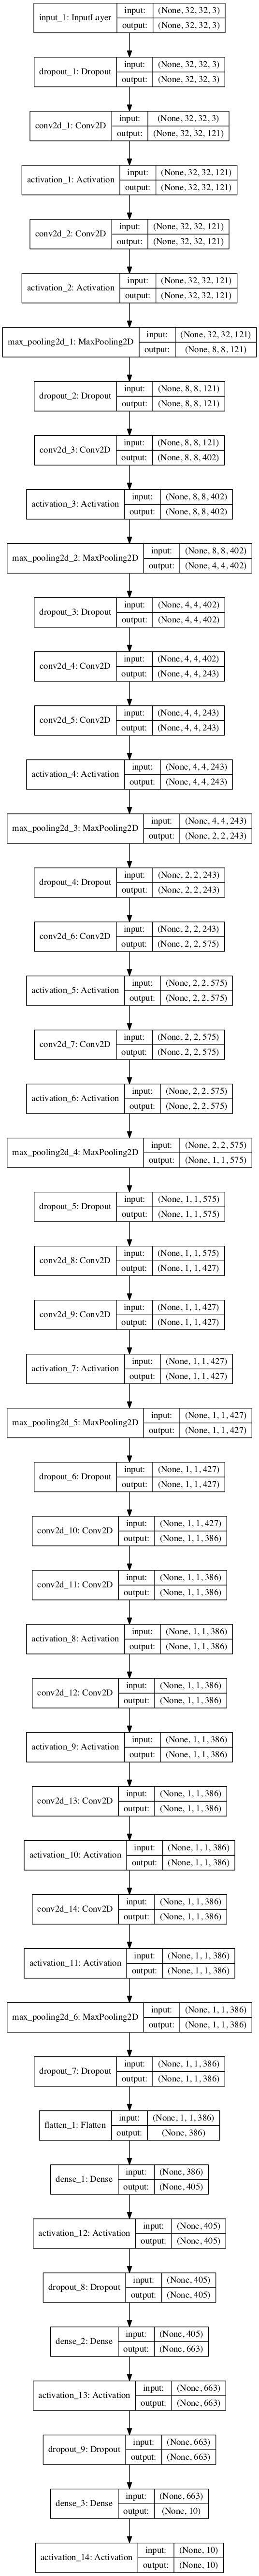 input_1: InputLayer
input: (None, 32, 32, 3)
output: (None, 32, 32, 3)
dropout_1: Dropout
input: (None, 32, 32, 3)
output: (None, 32, 32, 3)
conv2d_1: Conv2D
input: (None, 32, 32, 3)
output: (None, 32, 32, 121)
activation_1: Activation
input: (None, 32, 32, 121)
output: (None, 32, 32, 121)
conv2d_2: Conv2D
input: (None, 32, 32, 121)
output: (None, 32, 32, 121)
activation_2: Activation
input: (None, 32, 32, 121)
output: (None, 32, 32, 121)
max_pooling2d_1: MaxPooling2D
input: (None, 32, 32, 121)
output: (None, 8, 8, 121)
dropout_2: Dropout
input: (None, 8, 8, 121)
output: (None, 8, 8, 121)
conv2d_3: Conv2D
input: (None, 8, 8, 121)
output: (None, 8, 8, 402)
activation_3: Activation
input: (None, 8, 8, 402)
output: (None, 8, 8, 402)
max_pooling2d_2: MaxPooling2D
input: (None, 8, 8, 402)
output: (None, 4, 4, 402)
dropout_3: Dropout
input: (None, 4, 4, 402)
output: (None, 4, 4, 402)
conv2d_4: Conv2D
input: (None, 4, 4, 402)
output: (None, 4, 4, 243)
conv2d_5: Conv2D
input: (None, 4, 4, 243)
output: (None, 4, 4, 243)
activation_4: Activation
input: (None, 4, 4, 243)
output: (None, 4, 4, 243)
max_pooling2d_3: MaxPooling2D
input: (None, 4, 4, 243)
output: (None, 2, 2, 243)
dropout_4: Dropout
input: (None, 2, 2, 243)
output: (None, 2, 2, 243)
conv2d_6: Conv2D
input: (None, 2, 2, 243)
output: (None, 2, 2, 575)
activation_5: Activation
input: (None, 2, 2, 575)
output: (None, 2, 2, 575)
conv2d_7: Conv2D
input: (None, 2, 2, 575)
output: (None, 2, 2, 575)
activation_6: Activation
input: (None, 2, 2, 575)
output: (None, 2, 2, 575)
max_pooling2d_4: MaxPooling2D
input: (None, 2, 2, 575)
output: (None, 1, 1, 575)
dropout_5: Dropout
input: (None, 1, 1, 575)
output: (None, 1, 1, 575)
conv2d_8: Conv2D
input: (None, 1, 1, 575)
output: (None, 1, 1, 427)
conv2d_9: Conv2D
input: (None, 1, 1, 427)
output: (None, 1, 1, 427)
activation_7: Activation
input: (None, 1, 1, 427)
output: (None, 1, 1, 427)
max_pooling2d_5: MaxPooling2D
input: (None, 1, 1, 427)
output: (None, 1, 1, 427)
dropout_6: Dropout
input: (None, 1, 1, 427)
output: (None, 1, 1, 427)
conv2d_10: Conv2D
input: (None, 1, 1, 427)
output: (None, 1, 1, 386)
conv2d_11: Conv2D
input: (None, 1, 1, 386)
output: (None, 1, 1, 386)
activation_8: Activation
input: (None, 1, 1, 386)
output: (None, 1, 1, 386)
conv2d_12: Conv2D
input: (None, 1, 1, 386)
output: (None, 1, 1, 386)
activation_9: Activation
input: (None, 1, 1, 386)
output: (None, 1, 1, 386)
conv2d_13: Conv2D
input: (None, 1, 1, 386)
output: (None, 1, 1, 386)
activation_10: Activation
input: (None, 1, 1, 386)
output: (None, 1, 1, 386)
conv2d_14: Conv2D
input: (None, 1, 1, 386)
output: (None, 1, 1, 386)
activation_11: Activation
input: (None, 1, 1, 386)
output: (None, 1, 1, 386)
max_pooling2d_6: MaxPooling2D
input: (None, 1, 1, 386)
output: (None, 1, 1, 386)
dropout_7: Dropout
input: (None, 1, 1, 386)
output: (None, 1, 1, 386)
flatten_1: Flatten
input: (None, 1, 1, 386)
output: (None, 386)
dense_1: Dense
input: (None, 386)
output: (None, 405)
activation_12: Activation
input: (None, 405)
output: (None, 405)
dropout_8: Dropout
input: (None, 405)
output: (None, 405)
dense_2: Dense
input: (None, 405)
output: (None, 663)
activation_13: Activation
input: (None, 663)
output: (None, 663)
dropout_9: Dropout
input: (None, 663)
output: (None, 663)
dense_3: Dense
input: (None, 663)
output: (None, 10)
activation_14: Activation
input: (None, 10)
output: (None, 10)